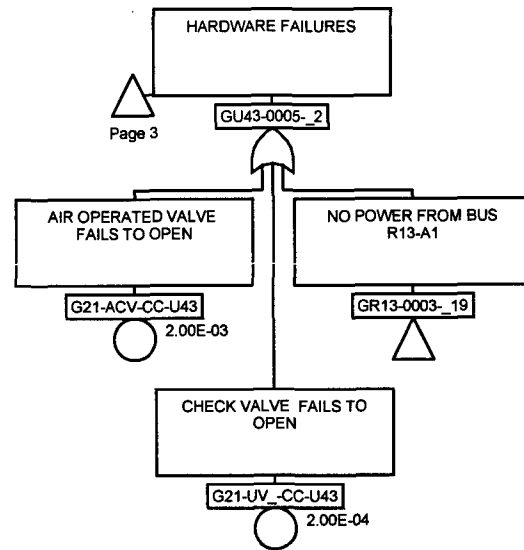 HARDWARE FAILURES
Page 3
GU43-0005-_2
AIR OPERATED VALVE
FAILS TO OPEN
NO POWER FROM BUS
R13-A1
G21-ACV-CC-U43
2.00E-03
GR13-0003-_19
CHECK VALVE FAILS TO
OPEN
G21-UV_-CC-U43
2.00E-04